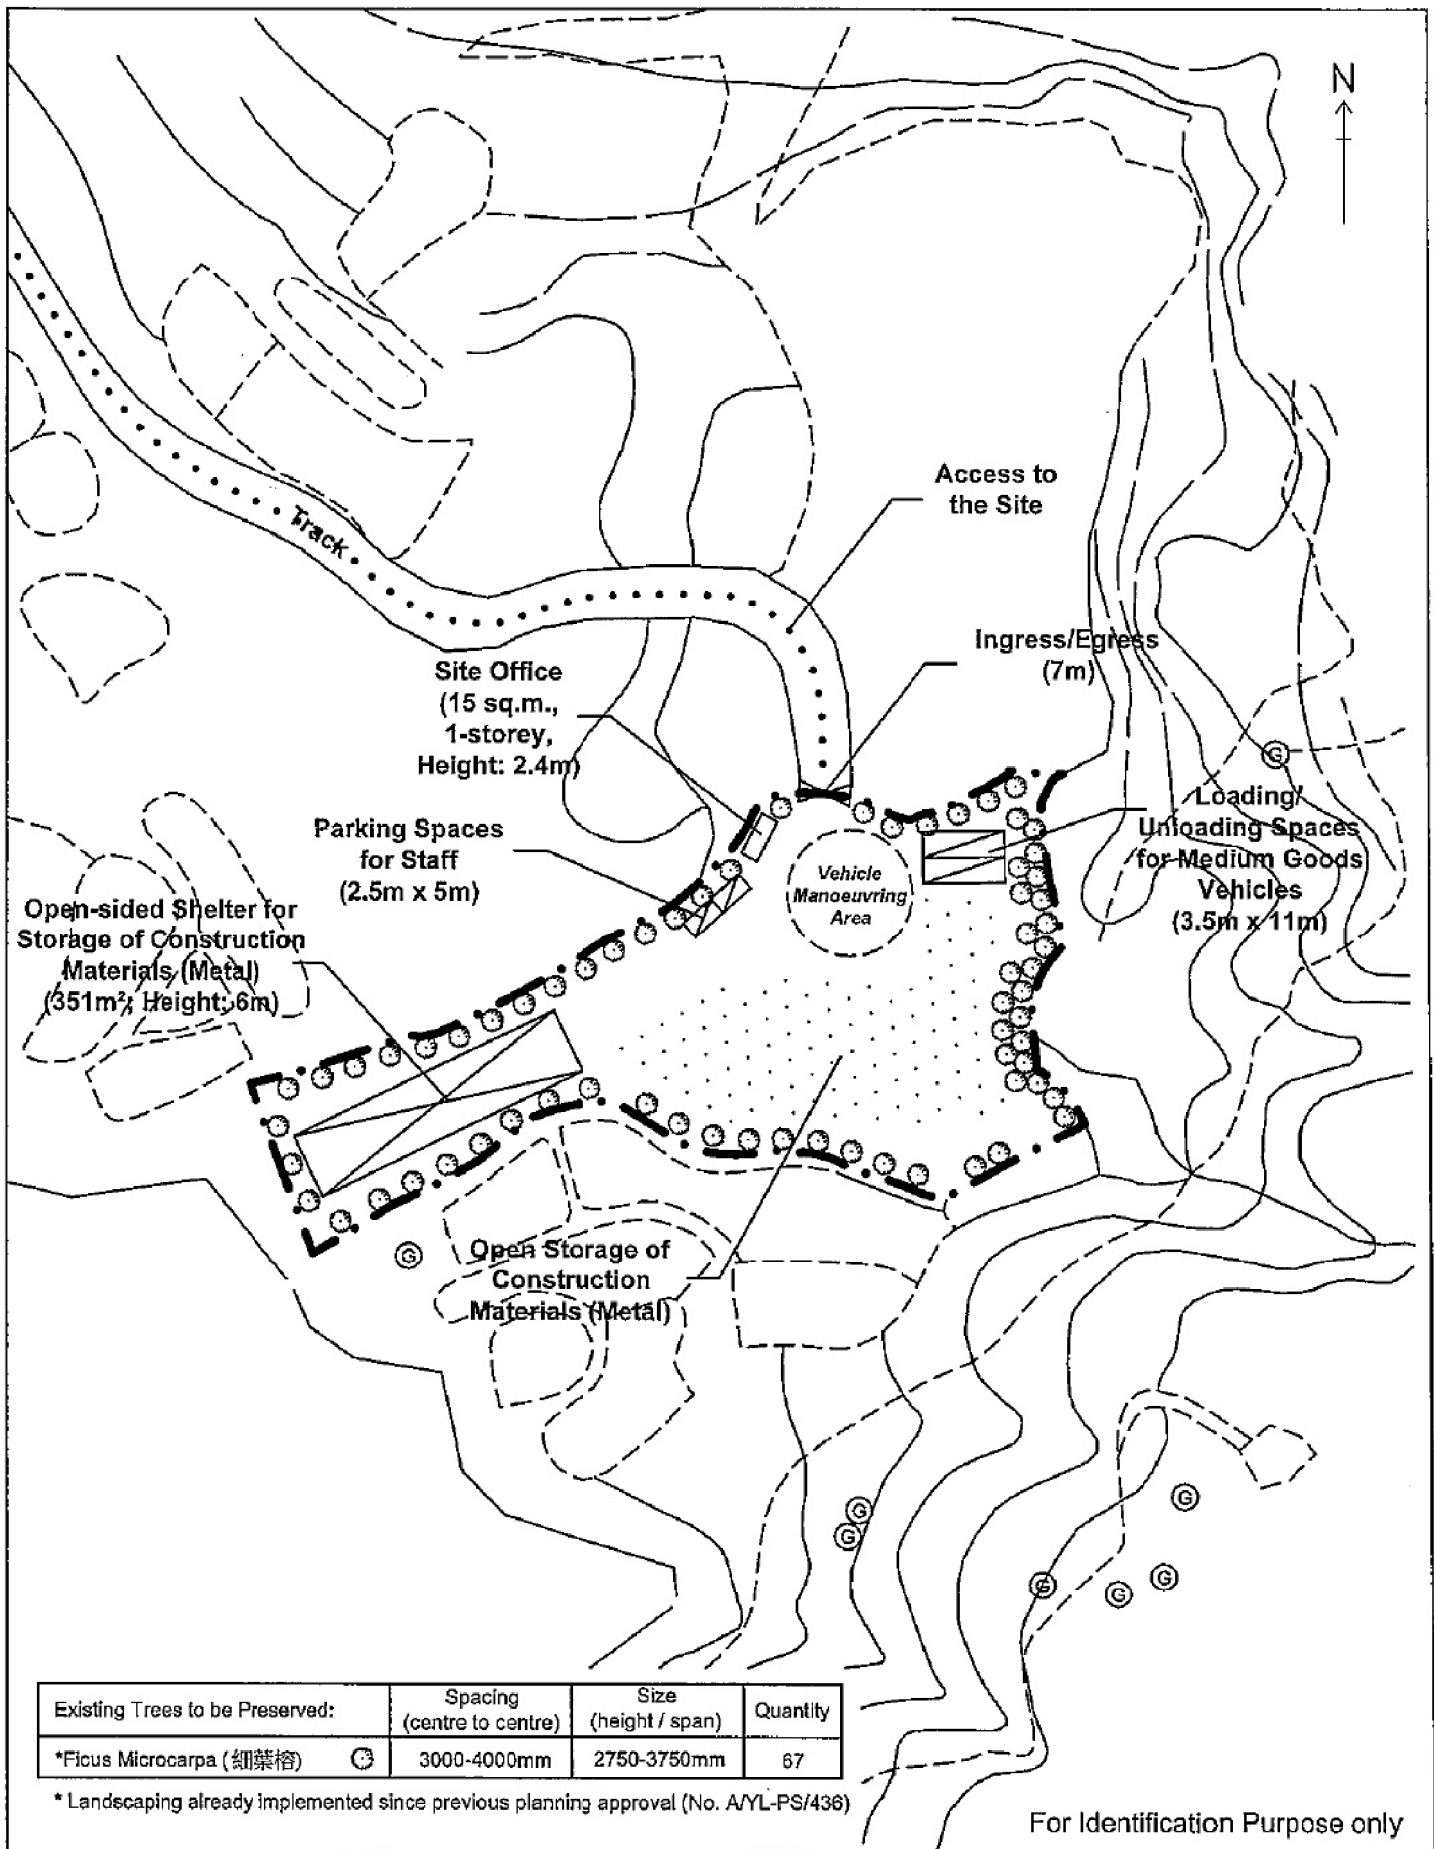 N
Track
Access to
the Site
Ingress/Egress
(7m)
Site Office
(15 sq.m.,
1-storey,
Height: 2.4m)
Loading/
Unloading Spaces
for Medium Goods
Vehicles
(3.5m x 11m)
Parking Spaces
for Staff
(2.5m x 5m)
Vehicle
Manoeuvring
Area
Open-sided Shelter for
Storage of Construction
Materials (Metal)
(351m²; Height: 6m)
Open Storage of
Construction
Materials (Metal)
G
G
G
G
G
G
G
G
Existing Trees to be Preserved: Spacing (centre to centre) Size (height / span) Quantity
*Ficus Microcarpa (細葉榕) 3000-4000mm 2750-3750mm 67
* Landscaping already implemented since previous planning approval (No. A/YL-PS/436)
For Identification Purpose only